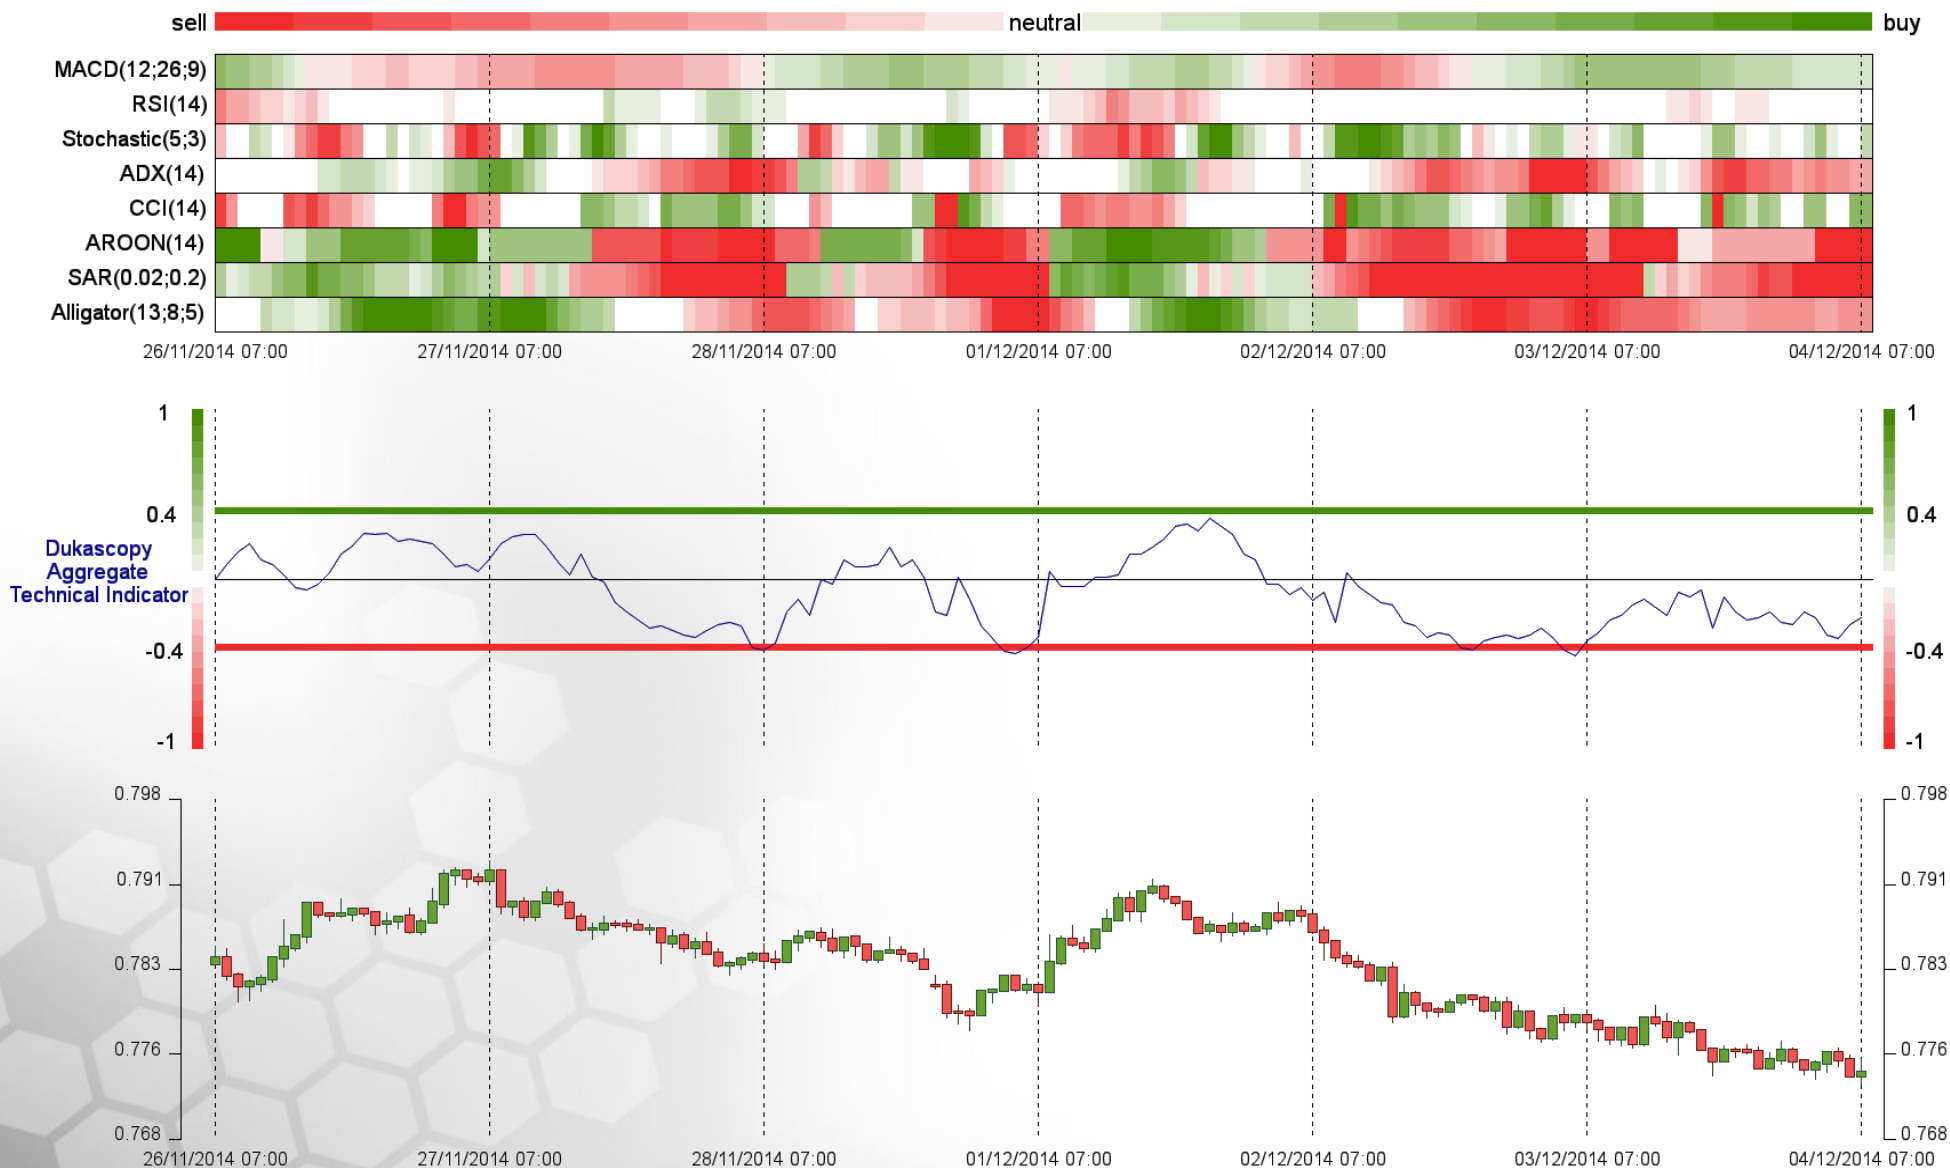 sell neutral buy
MACD(12;26;9)
RSI(14)
Stochastic(5;3)
ADX(14)
CCI(14)
AROON(14)
SAR(0.02;0.2)
Alligator(13;8;5)
26/11/2014 07:00 27/11/2014 07:00 28/11/2014 07:00 01/12/2014 07:00 02/12/2014 07:00 03/12/2014 07:00 04/12/2014 07:00
1 1
0.4 0.4
Dukascopy
Aggregate
Technical Indicator
-0.4 -0.4
-1 -1
0.798 0.798
0.791 0.791
0.783 0.783
0.776 0.776
0.768 0.768
26/11/2014 07:00 27/11/2014 07:00 28/11/2014 07:00 01/12/2014 07:00 02/12/2014 07:00 03/12/2014 07:00 04/12/2014 07:00